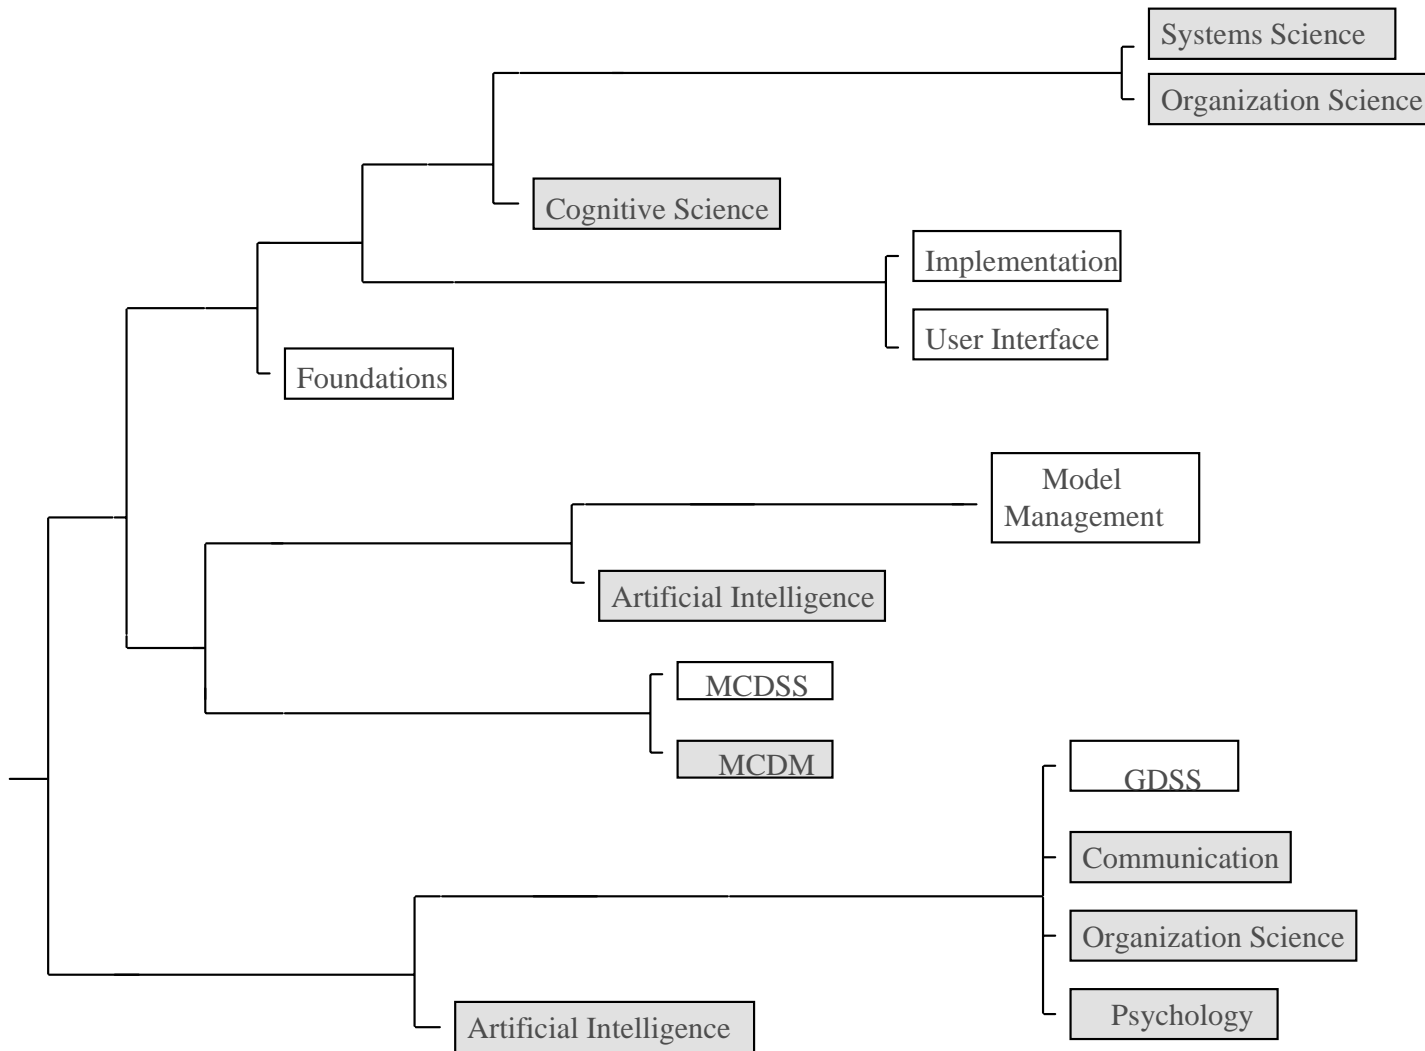 Systems Science
Organization Science
Cognitive Science
Implementation
User Interface
Foundations
Model
Management
Artificial Intelligence
MCDSS
MCDM
GDSS
Communication
Organization Science
Psychology
Artificial Intelligence